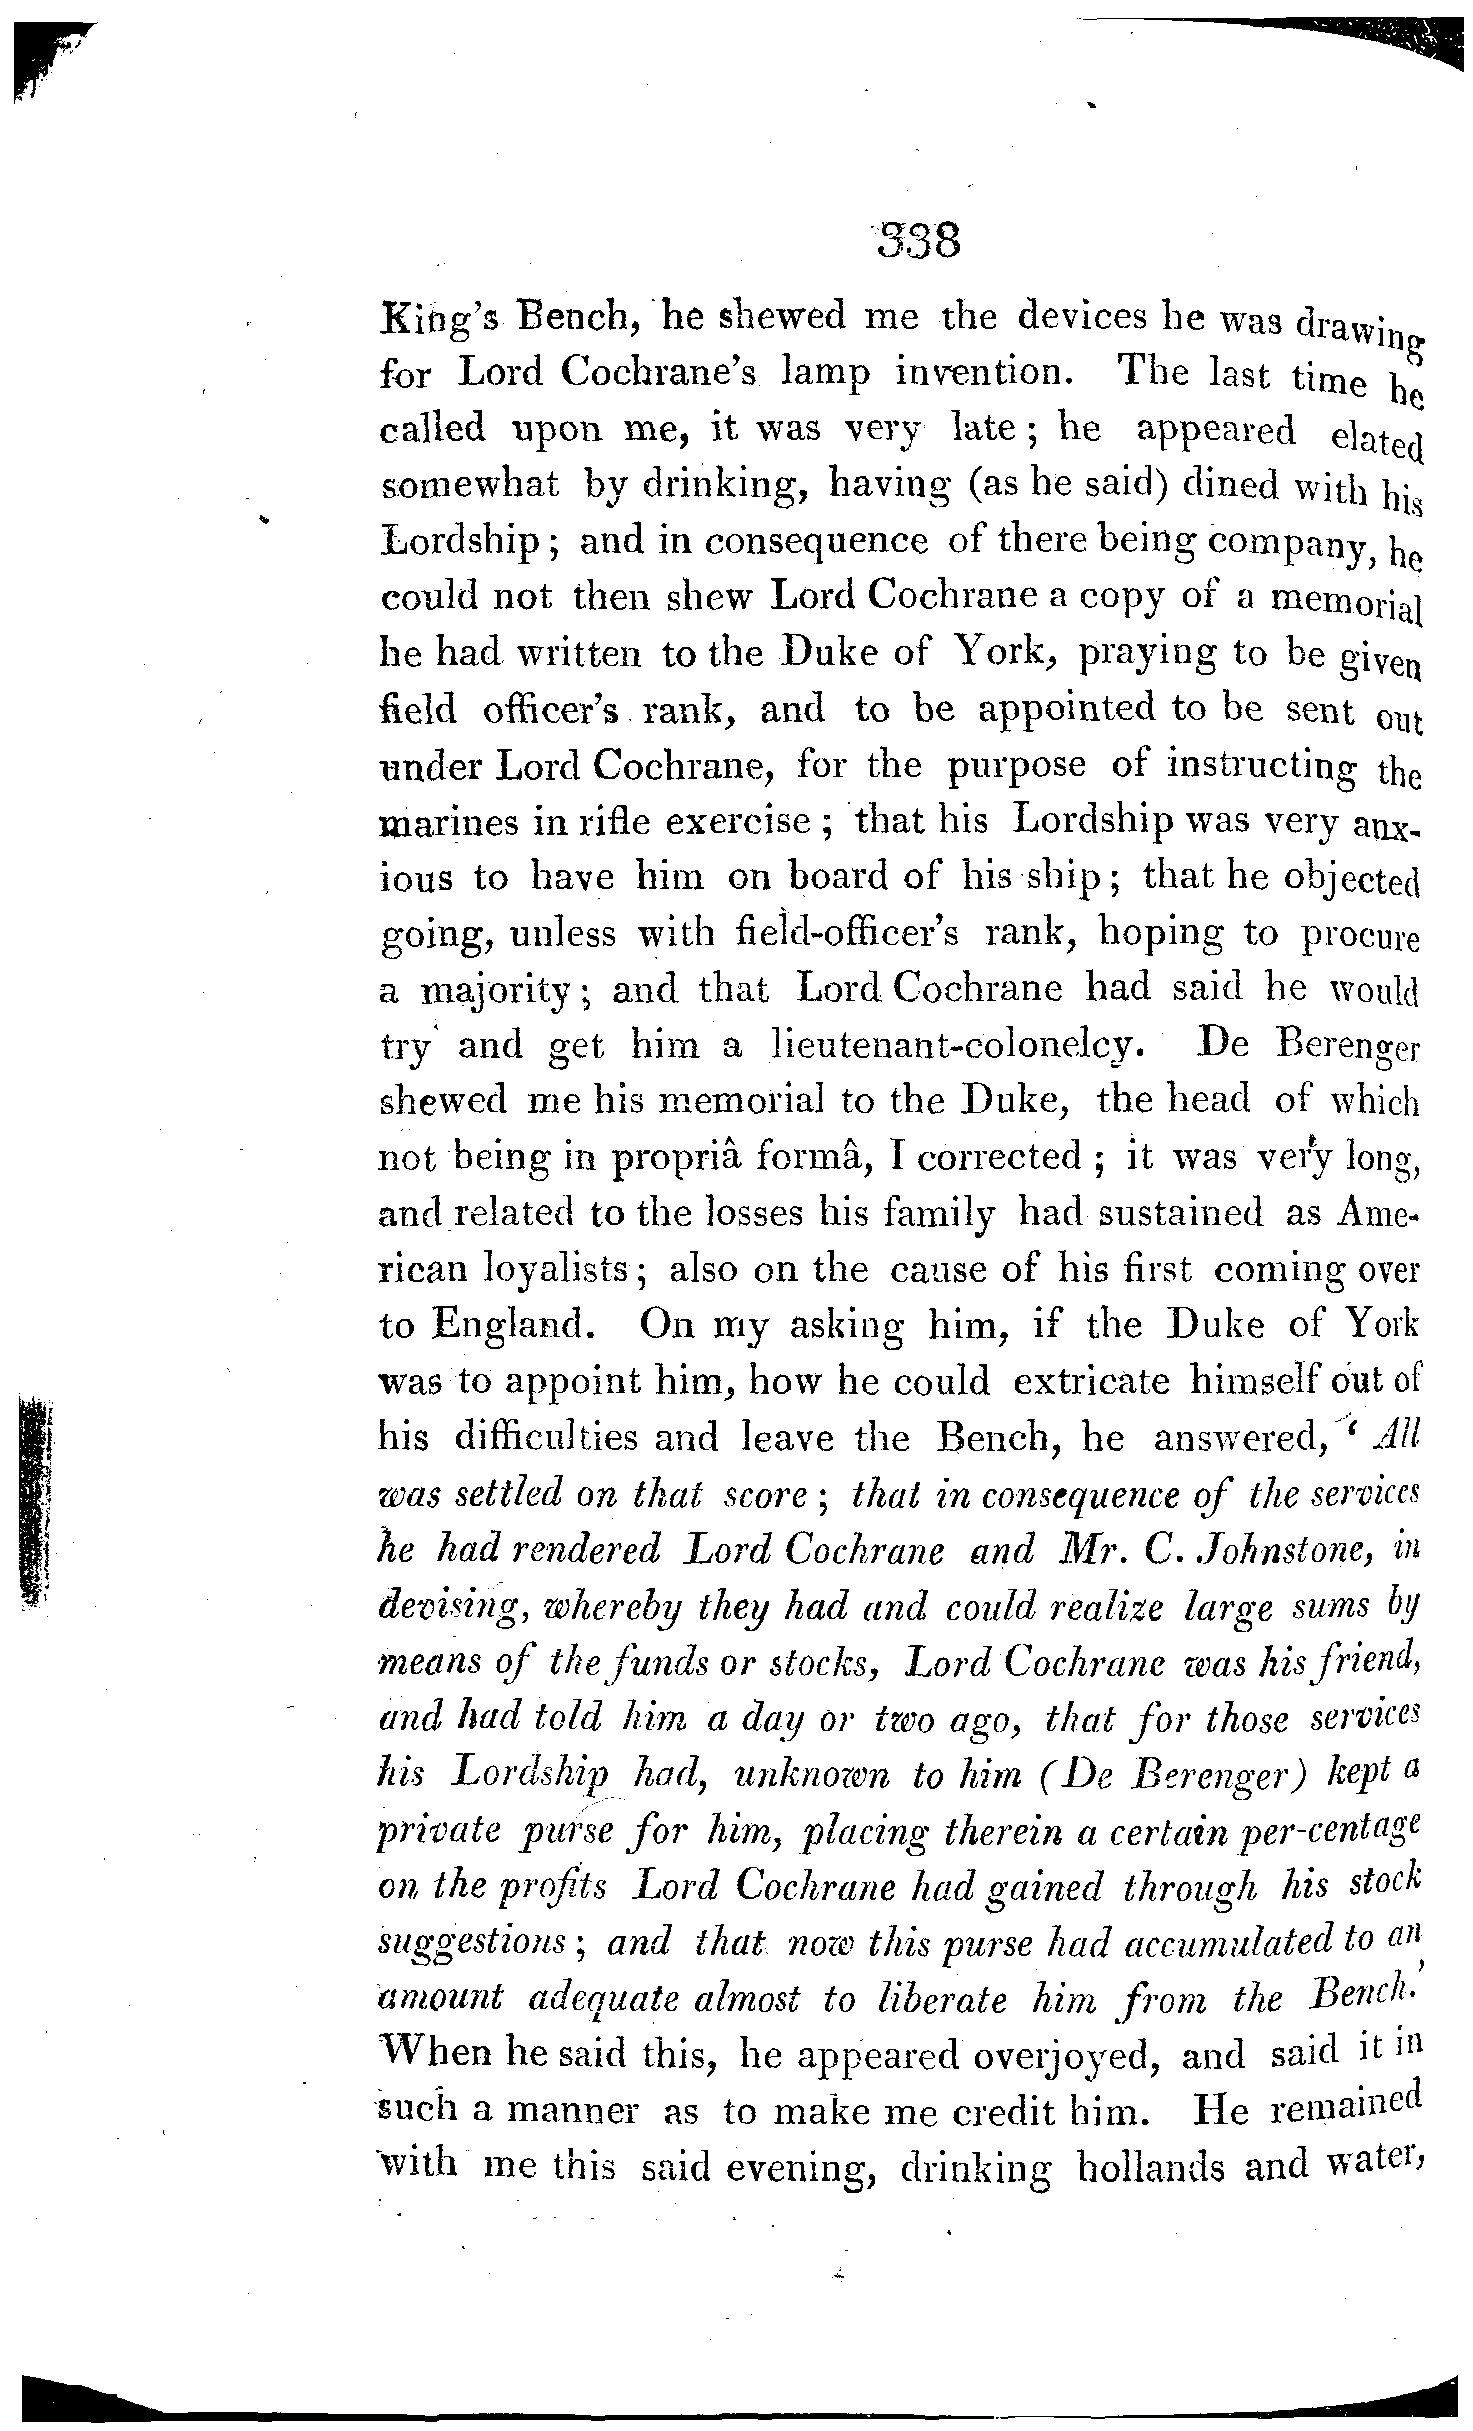 338
King's Bench, he shewed me the devices he was drawing
for Lord Cochrane's lamp invention. The last time he
called upon me, it was very late; he appeared elated
somewhat by drinking, having (as he said) dined with his
Lordship; and in consequence of there being company, he
could not then shew Lord Cochrane a copy of a memorial
he had written to the Duke of York, praying to be given
field officer's rank, and to be appointed to be sent out
under Lord Cochrane, for the purpose of instructing the
marines in rifle exercise; that his Lordship was very anx-
ious to have him on board of his ship; that he objected
going, unless with field-officer's rank, hoping to procure
a majority; and that Lord Cochrane had said he would
try and get him a lieutenant-colonelcy. De Berenger
shewed me his memorial to the Duke, the head of which
not being in propriâ formâ, I corrected; it was very long,
and related to the losses his family had sustained as Ame-
rican loyalists; also on the cause of his first coming over
to England. On my asking him, if the Duke of York
was to appoint him, how he could extricate himself out of
his difficulties and leave the Bench, he answered, ‘ All
was settled on that score; that in consequence of the services
he had rendered Lord Cochrane and Mr. C. Johnstone, in
devising, whereby they had and could realize large sums by
means of the funds or stocks, Lord Cochrane was his friend,
and had told him a day or two ago, that for those services
his Lordship had, unknown to him (De Berenger) kept a
private purse for him, placing therein a certain per-centage
on the profits Lord Cochrane had gained through his stock
suggestions; and that now this purse had accumulated to an
amount adequate almost to liberate him from the Bench.’
When he said this, he appeared overjoyed, and said it in
such a manner as to make me credit him. He remained
with me this said evening, drinking hollands and water,